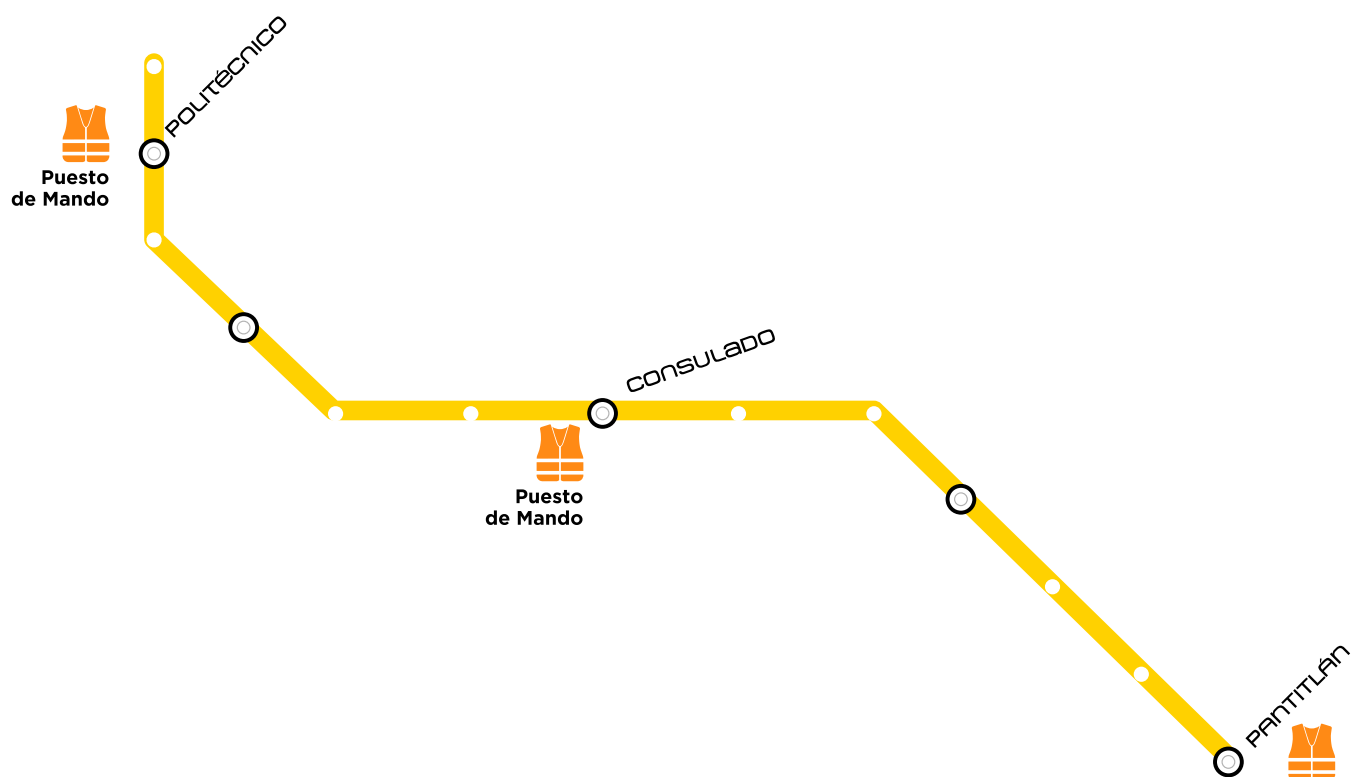 POLITÉCNICO
Puesto
de Mando
CONSULADO
Puesto
de Mando
PANTITLÁN